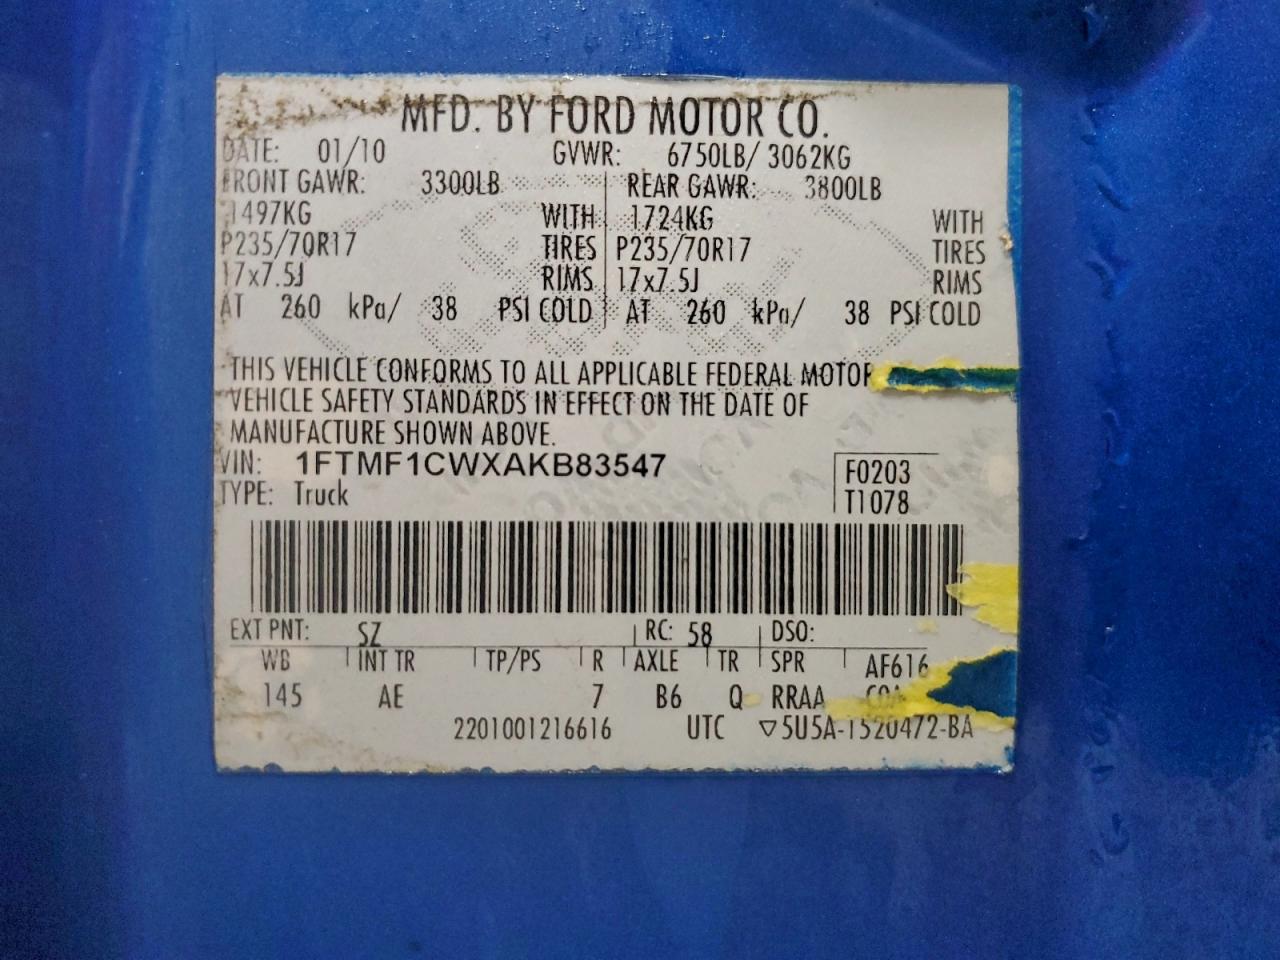 MFD. BY FORD MOTOR CO.
DATE: 01/10 GVWR: 6750LB/ 3062KG
FRONT GAWR: 3300LB REAR GAWR: 3800LB
1497KG WITH 1724KG WITH
P235/70R17 TIRES P235/70R17 TIRES
17x7.5J RIMS 17x7.5J RIMS
AT 260 kPa/ 38 PSI COLD AT 260 kPa/ 38 PSI COLD
THIS VEHICLE CONFORMS TO ALL APPLICABLE FEDERAL MOTOR
VEHICLE SAFETY STANDARDS IN EFFECT ON THE DATE OF
MANUFACTURE SHOWN ABOVE.
VIN: 1FTMF1CWXAKB83547 F0203
TYPE: Truck T1078
EXT PNT: SZ RC: 58 DSO:
WB INT TR TP/PS R AXLE TR SPR AF616
145 AE 7 B6 Q RRAA
2201001216616 UTC ▽5U5A-1520472-BA